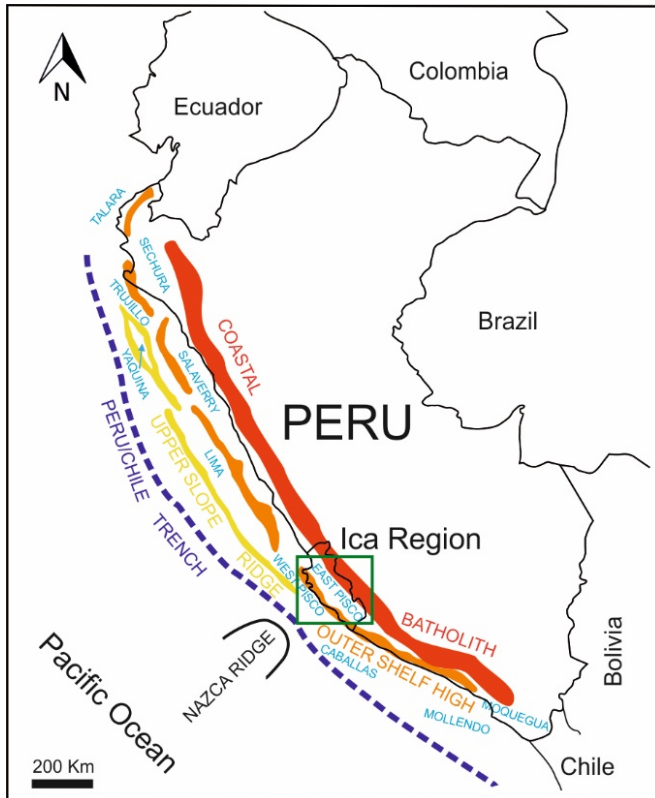 Colombia
Ecuador
N
TALARA
SECHURA
Brazil
TRUJILLO
COASTAL
YAQUINA
SALAVERRY
PERU
PERU/CHILE
UPPER SLOPE
LIMA
TRENCH
Ica Region
RIDGE
WEST PISCO
EAST PISCO
BATHOLITH
Bolivia
OUTER SHELF HIGH
CABALLAS
NAZCA RIDGE
Pacific Ocean
MOQUEGUA
MOLLENDO
Chile
200 Km